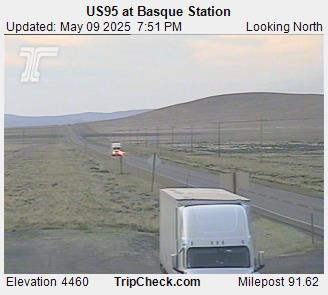 US95 at Basque Station
Updated: May 09 2025 7:51 PM Looking North
Elevation 4460 TripCheck.com Milepost 91.62